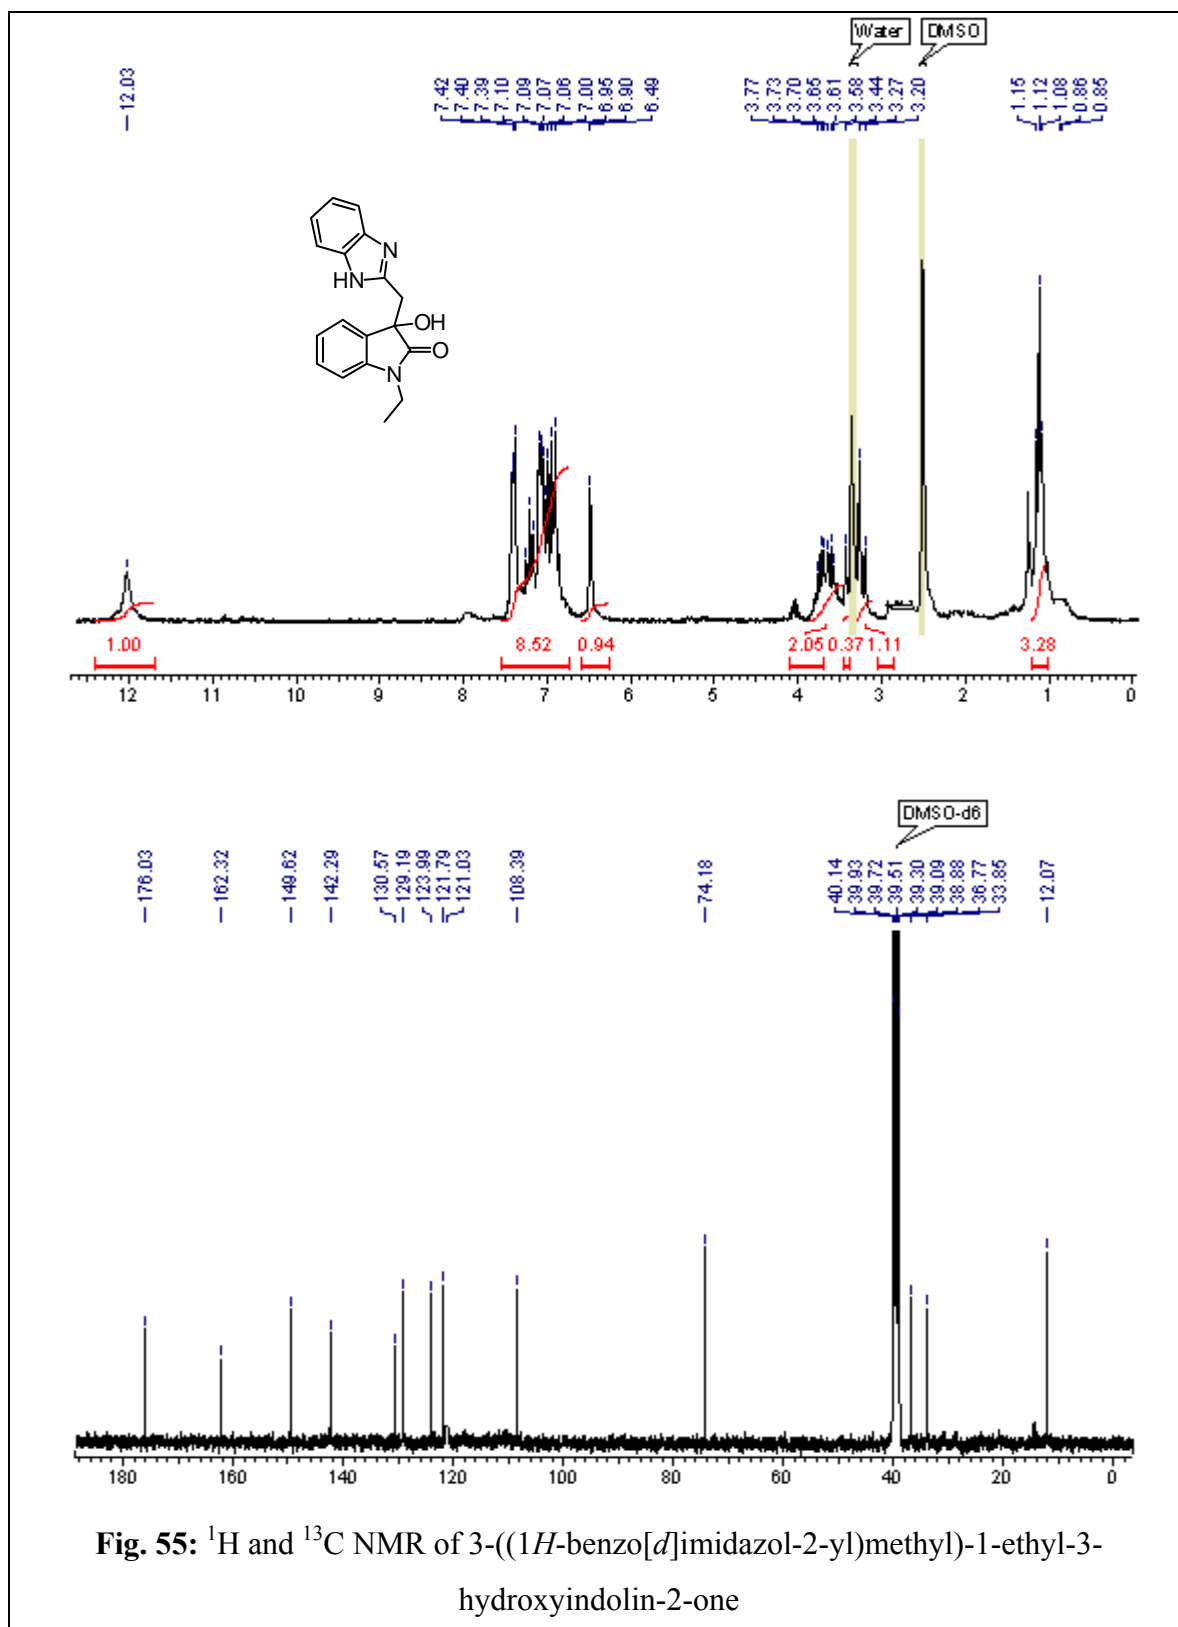 Water DMSO
12.03
7.42 7.40 7.39 7.10 7.09 7.07 7.06 7.00 6.95 6.90 6.49
3.77 3.73 3.70 3.65 3.61 3.58 3.44 3.27 3.20
1.15 1.12 1.08 0.86 0.85
N
HN
OH
O
N
1.00 8.52 0.94 2.05 0.37 1.11 3.28
12 11 10 9 8 7 6 5 4 3 2 1 0
DMSO-d6
176.03 162.32 149.62 142.29 130.57 129.19 123.99 121.79 121.03 108.39 74.18
40.14 39.93 39.72 39.51 39.30 39.09 38.88 36.77 33.85 12.07
180 160 140 120 100 80 60 40 20 0
Fig. 55: ¹H and ¹³C NMR of 3-((1H-benzo[d]imidazol-2-yl)methyl)-1-ethyl-3-
hydroxyindolin-2-one